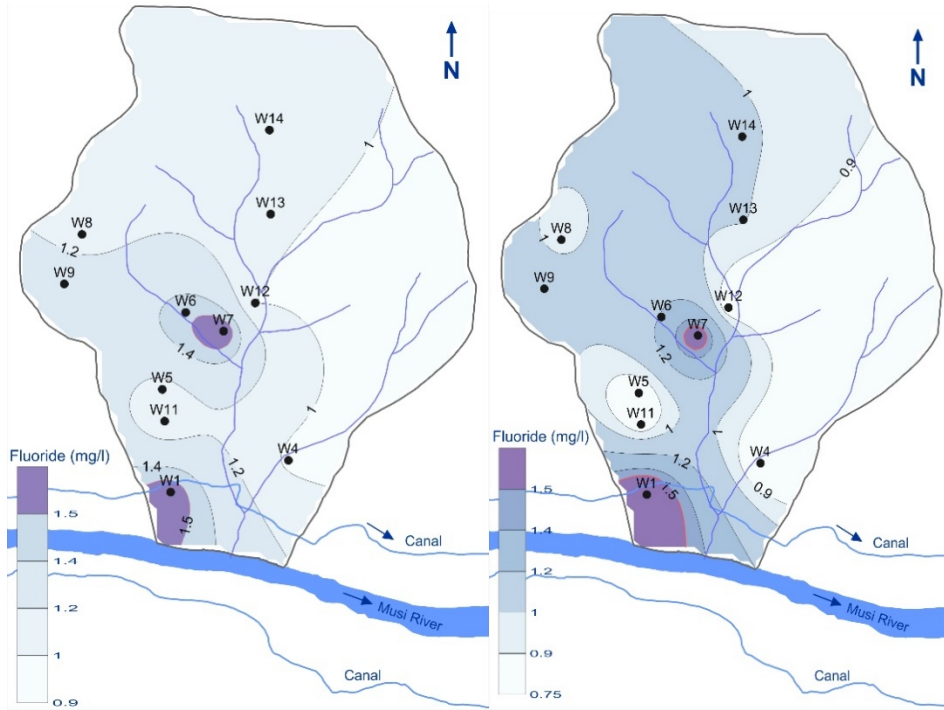 N
W14
1
W13
W8
1.2
W9
W12
W6
W7
1.4
W5
W11
1
W4
Fluoride (mg/l)
1.4
1.2
W1
1.5
1.5
1.4
1.2
1
0.9
Canal
Musi River
Canal
N
1
W14
0.9
W13
W8
1
W9
W12
W6
W7
1.2
W5
W11
1
1
W4
Fluoride (mg/l)
1.2
0.9
W1
1.5
1.5
1.4
1.2
1
0.9
0.75
Canal
Musi River
Canal